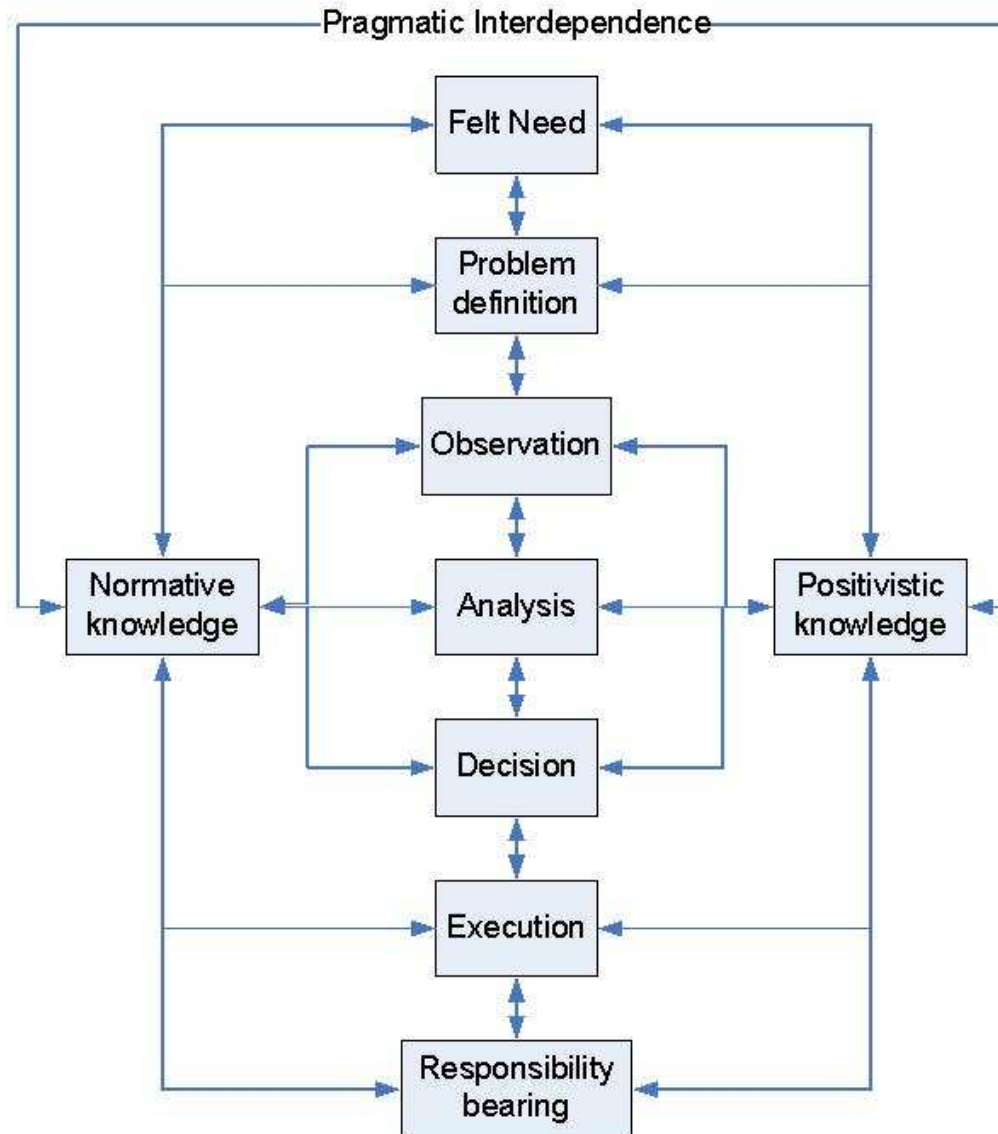 Pragmatic Interdependence
Felt Need
Problem
definition
Observation
Normative
knowledge
Analysis
Positivistic
knowledge
Decision
Execution
Responsibility
bearing